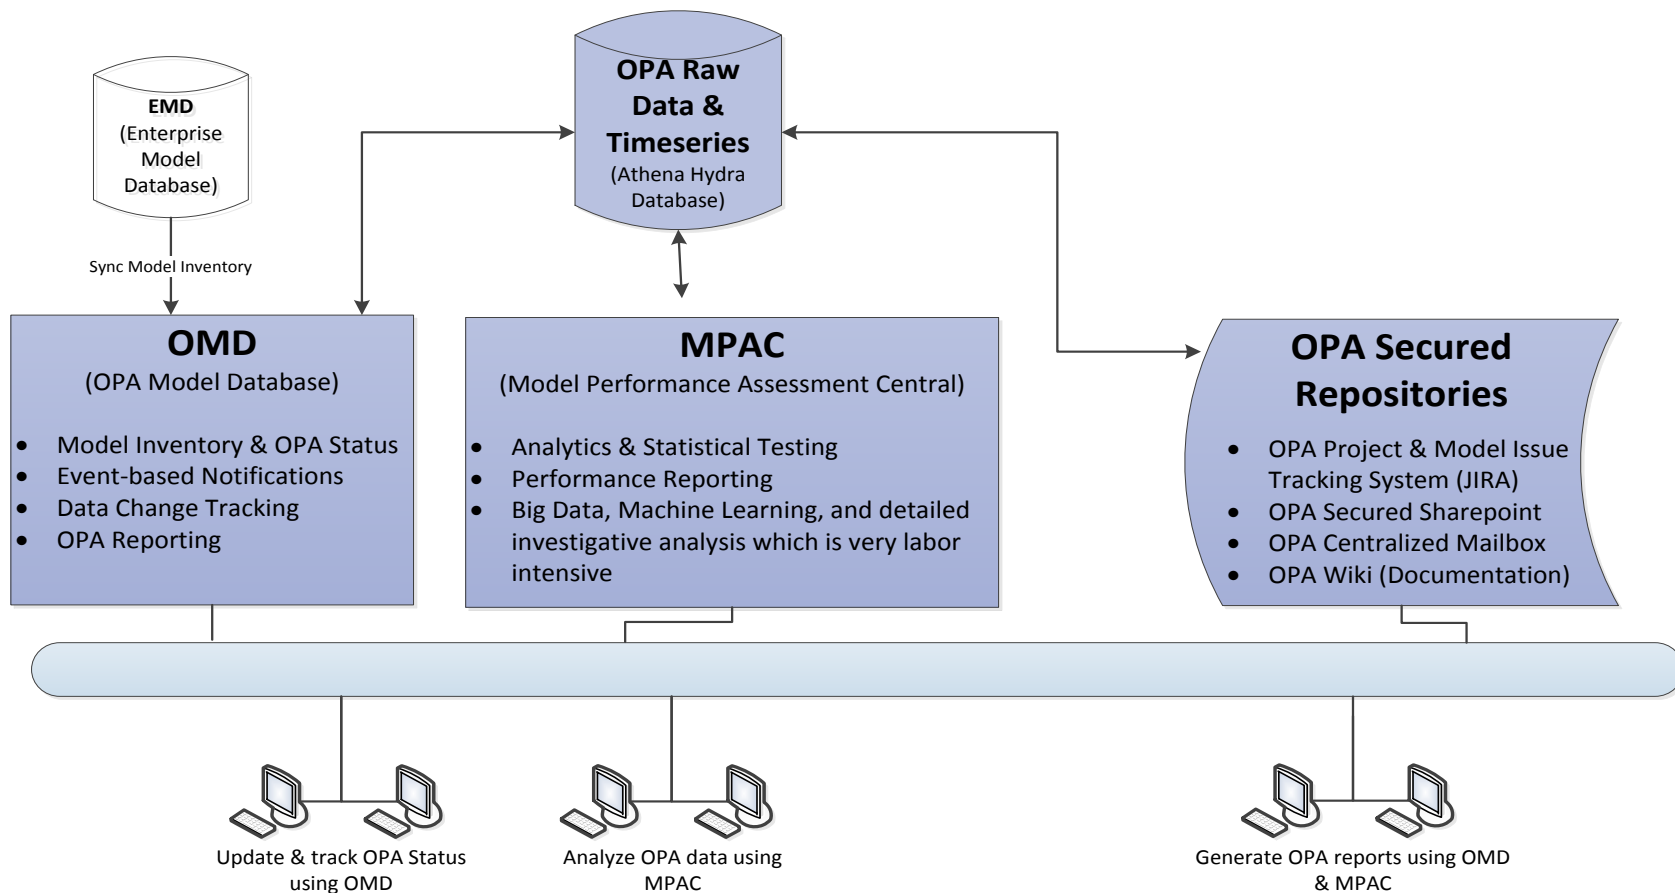 OPA Raw
Data &
Timeseries
(Athena Hydra
Database)
EMD
(Enterprise
Model
Database)
Sync Model Inventory
OMD
(OPA Model Database)
• Model Inventory & OPA Status
• Event-based Notifications
• Data Change Tracking
• OPA Reporting
MPAC
(Model Performance Assessment Central)
• Analytics & Statistical Testing
• Performance Reporting
• Big Data, Machine Learning, and detailed
investigative analysis which is very labor
intensive
OPA Secured
Repositories
• OPA Project & Model Issue
Tracking System (JIRA)
• OPA Secured Sharepoint
• OPA Centralized Mailbox
• OPA Wiki (Documentation)
Update & track OPA Status
using OMD
Analyze OPA data using
MPAC
Generate OPA reports using OMD
& MPAC